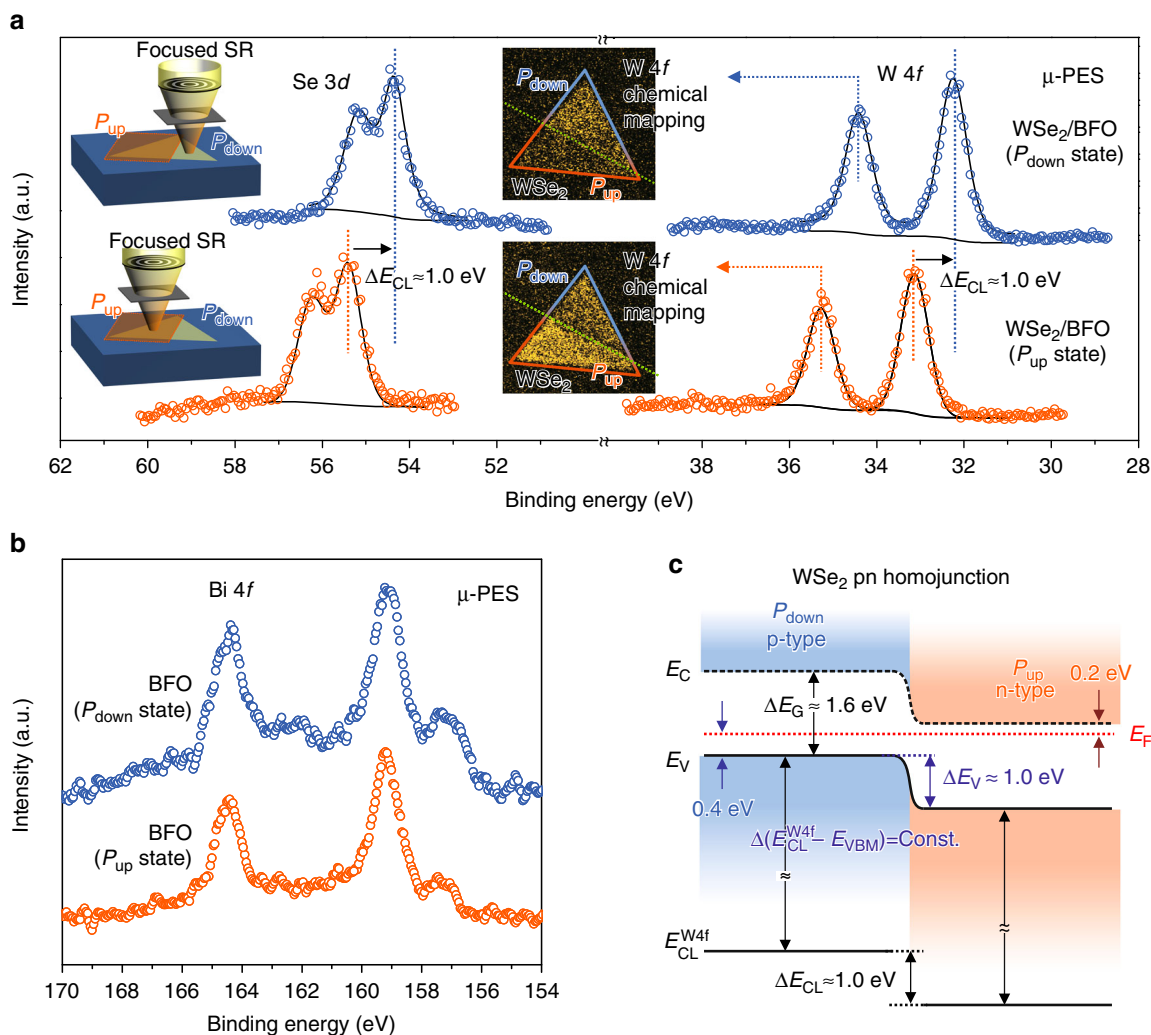 a
Focused SR
P_up
P_down
Se 3d
P_down
W 4f
chemical
mapping
WSe₂
P_up
W 4f
μ-PES
WSe₂/BFO
(P_down state)
Focused SR
P_up
P_down
ΔE_CL≈1.0 eV
P_down
W 4f
chemical
mapping
WSe₂
P_up
ΔE_CL≈1.0 eV
WSe₂/BFO
(P_up state)
Intensity (a.u.)
62 60 58 56 54 52 38 36 34 32 30 28
Binding energy (eV)
b
Bi 4f
μ-PES
BFO
(P_down state)
BFO
(P_up state)
Intensity (a.u.)
170 168 166 164 162 160 158 156 154
Binding energy (eV)
c
WSe₂ pn homojunction
P_down
p-type
P_up
n-type
0.2 eV
E_C
ΔE_G ≈ 1.6 eV
E_F
E_V
ΔE_V ≈ 1.0 eV
0.4 eV
Δ(E_CL^W4f – E_VBM)=Const.
≈
≈
E_CL^W4f
ΔE_CL≈1.0 eV